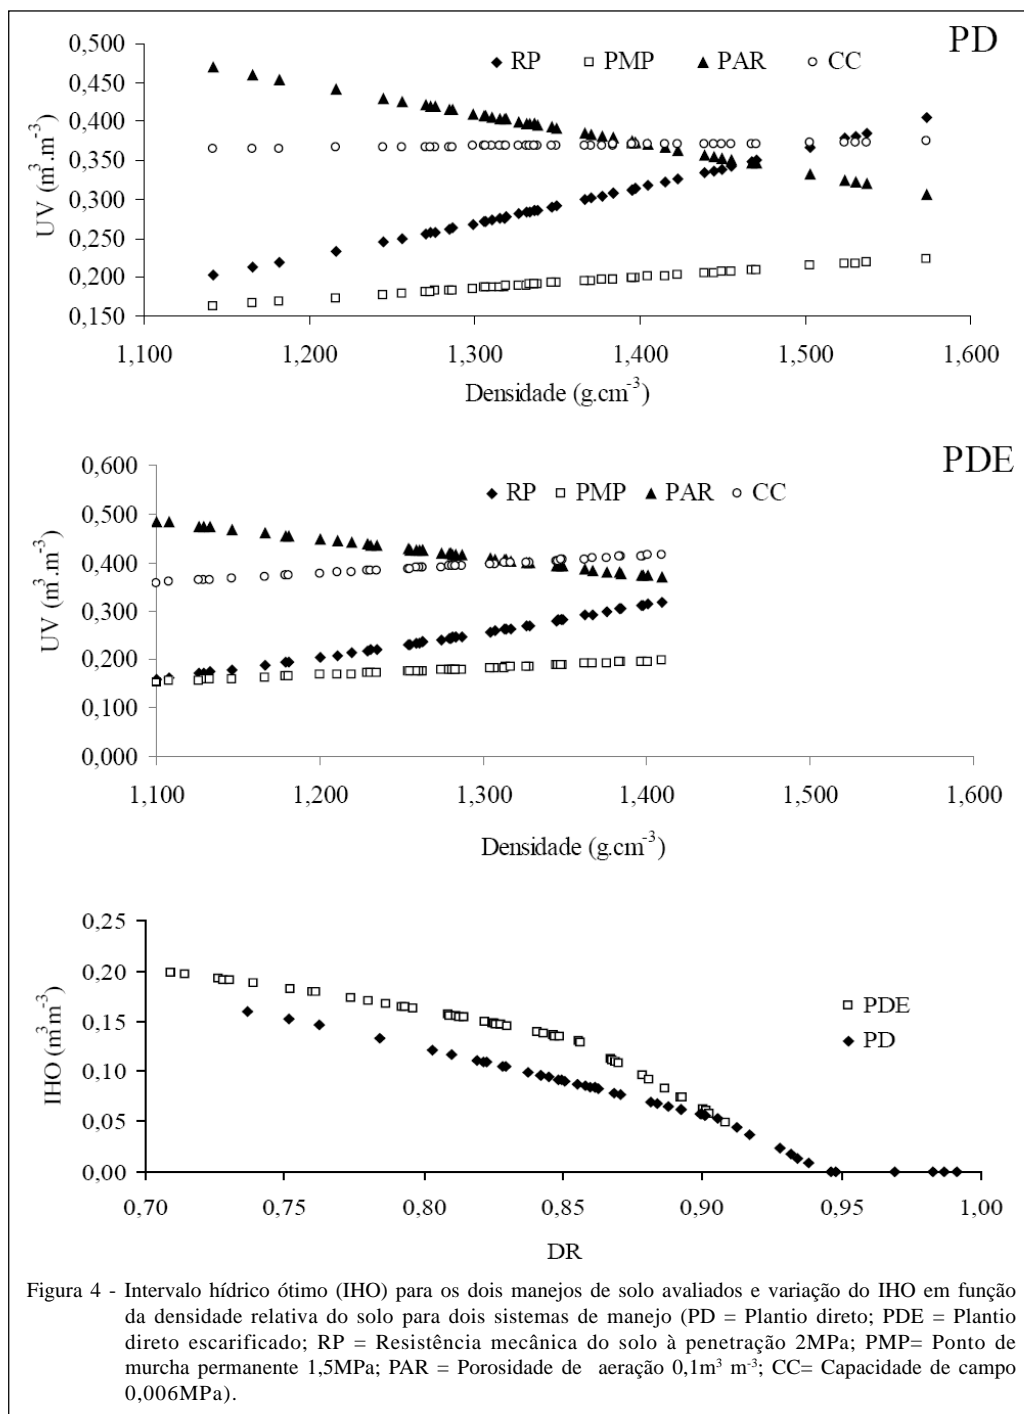 PD
RP PMP PAR CC
0,500
0,450
0,400
0,350
0,300
0,250
0,200
0,150
UV (m³.m⁻³)
1,100 1,200 1,300 1,400 1,500 1,600
Densidade (g.cm⁻³)
PDE
RP PMP PAR CC
0,600
0,500
0,400
0,300
0,200
0,100
0,000
UV (m³.m⁻³)
1,100 1,200 1,300 1,400 1,500 1,600
Densidade (g.cm⁻³)
0,25
0,20
0,15
0,10
0,05
0,00
IHO (m³m⁻³)
PDE
PD
0,70 0,75 0,80 0,85 0,90 0,95 1,00
DR
Figura 4 - Intervalo hídrico ótimo (IHO) para os dois manejos de solo avaliados e variação do IHO em função
da densidade relativa do solo para dois sistemas de manejo (PD = Plantio direto; PDE = Plantio
direto escarificado; RP = Resistência mecânica do solo à penetração 2MPa; PMP= Ponto de
murcha permanente 1,5MPa; PAR = Porosidade de aeração 0,1m³ m⁻³; CC= Capacidade de campo
0,006MPa).